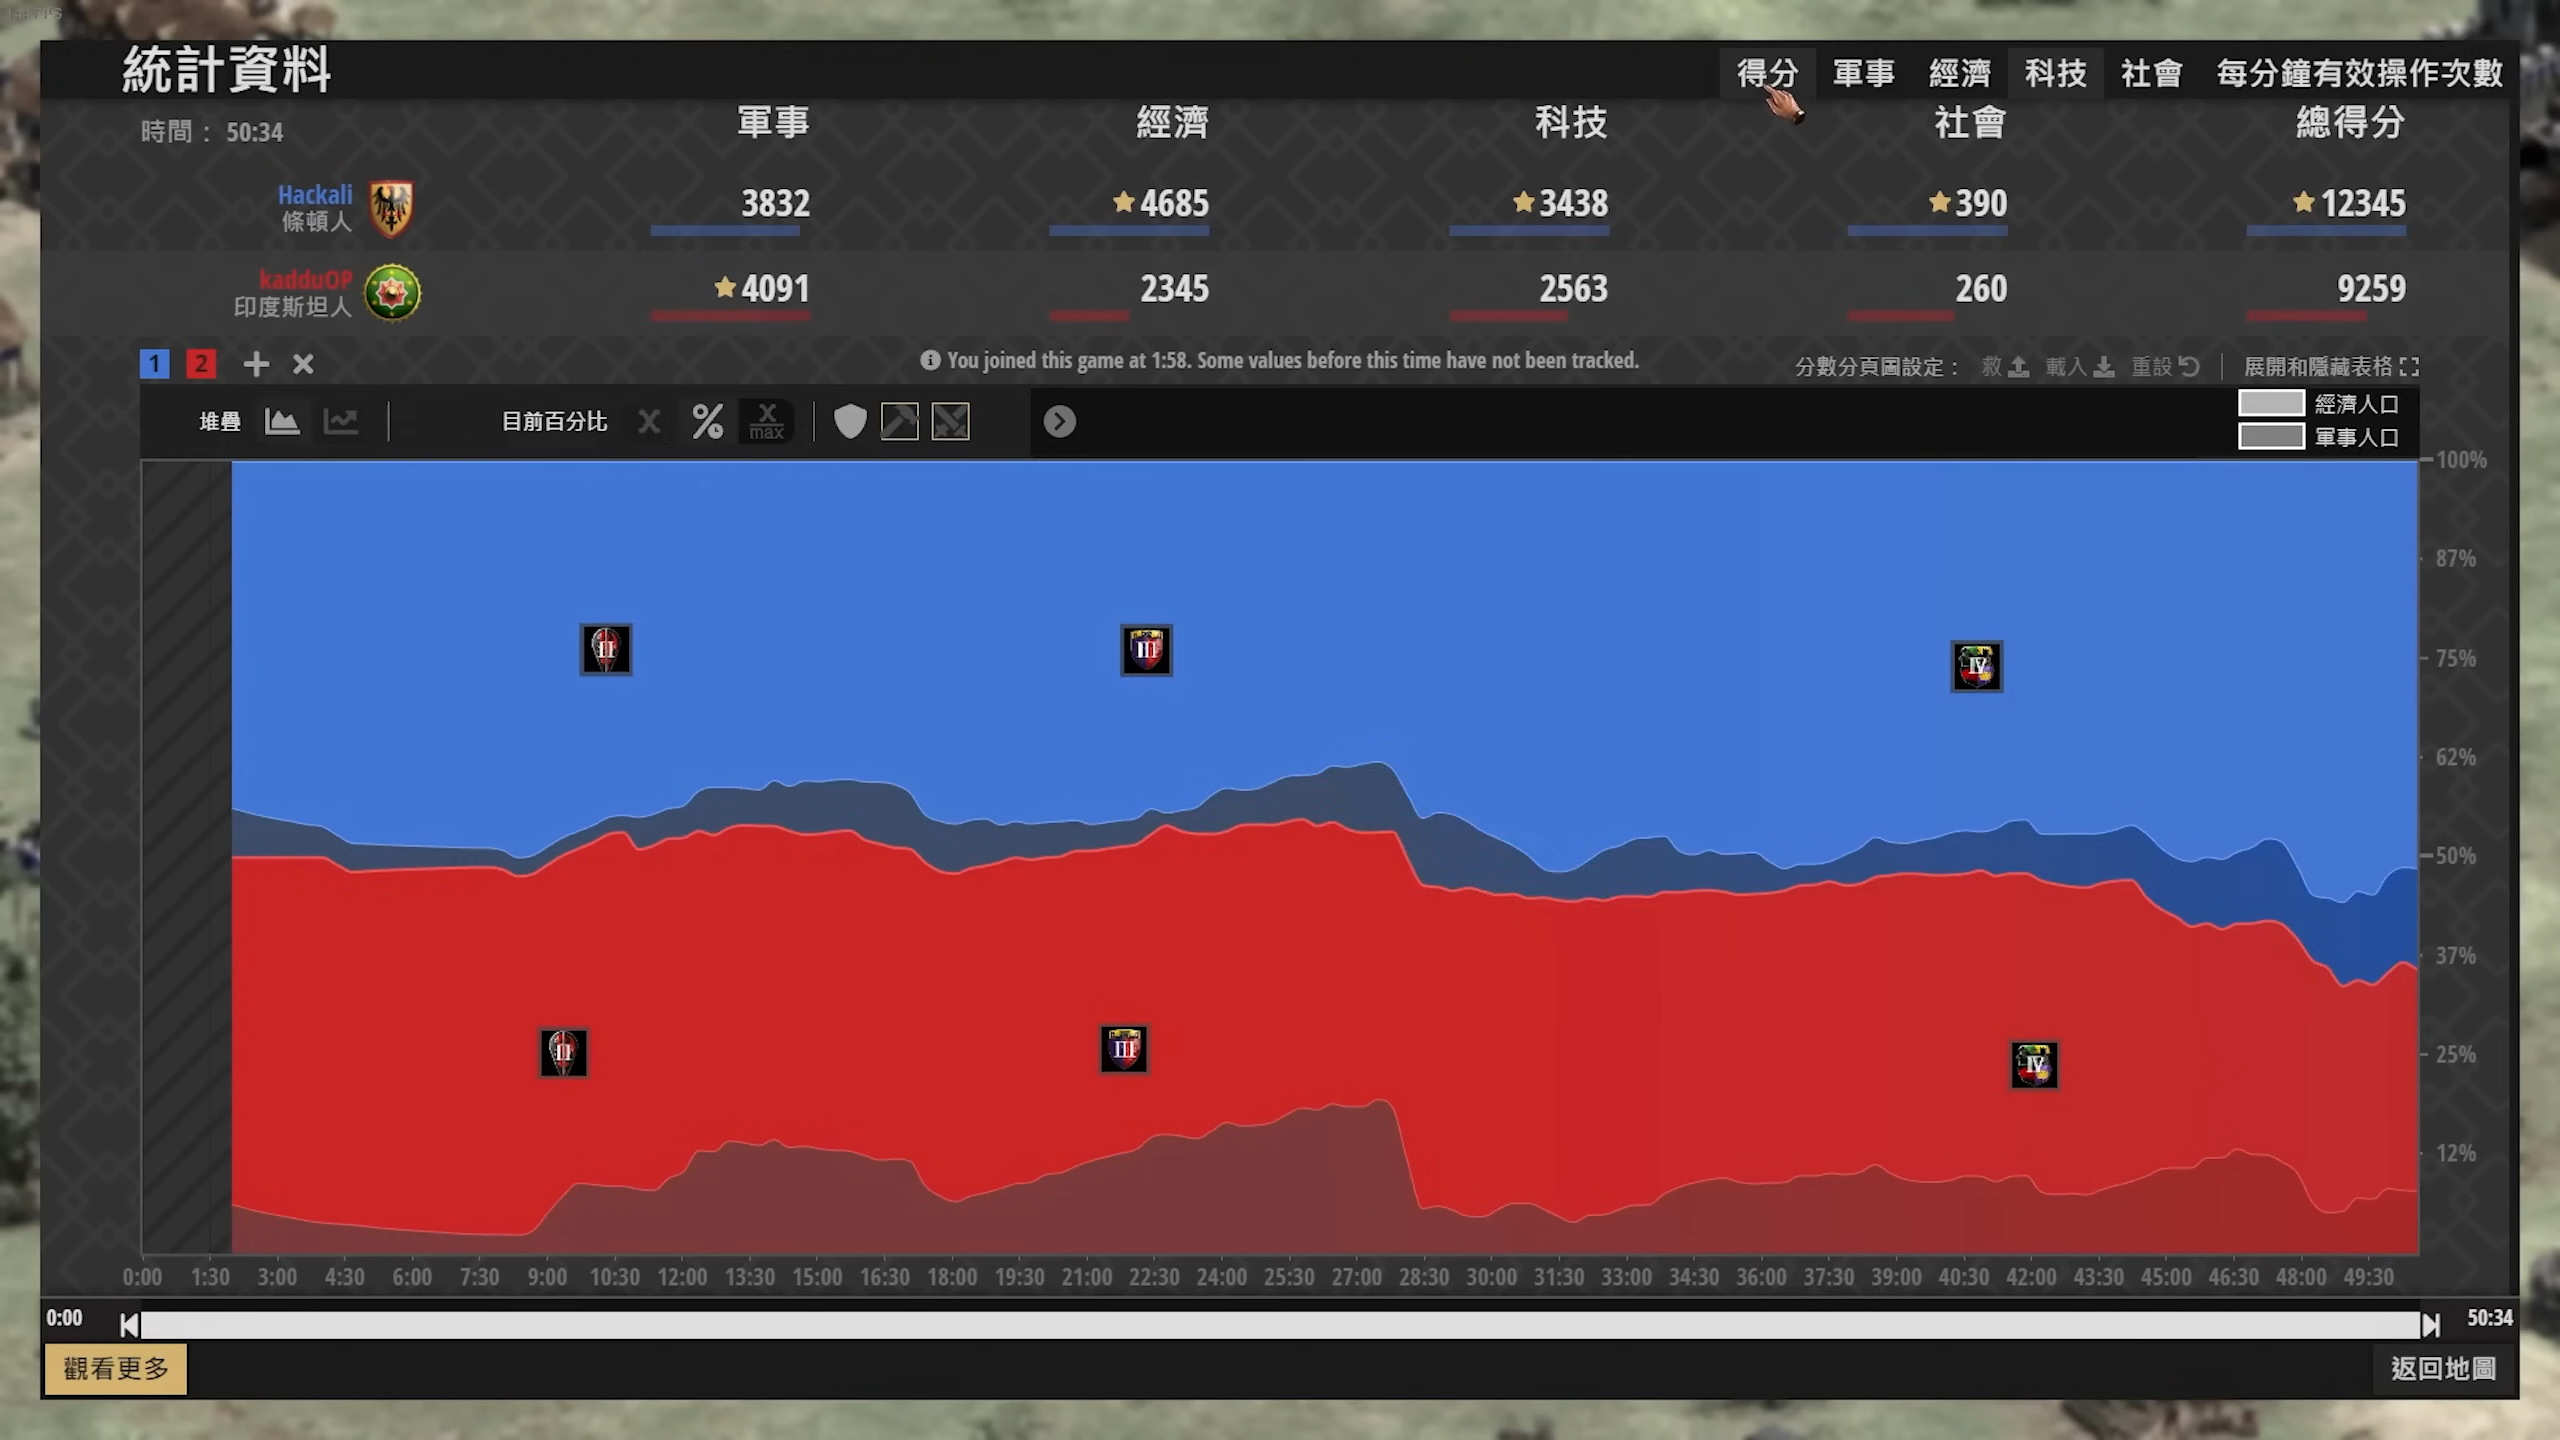 統計資料
得分 軍事 經濟 科技 社會 每分鐘有效操作次數
時間： 50:34 軍事 經濟 科技 社會 總得分
Hackali
條頓人
3832 4685 3438 390 12345
kadduOP
印度斯坦人
4091 2345 2563 260 9259
1 2
You joined this game at 1:58. Some values before this time have not been tracked.
分數分頁圖設定： 救 載入 重設 展開和隱藏表格
堆疊 目前百分比 X % X max
經濟人口
軍事人口
100%
87%
75%
62%
50%
37%
25%
12%
II III IV
II III IV
0:00 1:30 3:00 4:30 6:00 7:30 9:00 10:30 12:00 13:30 15:00 16:30 18:00 19:30 21:00 22:30 24:00 25:30 27:00 28:30 30:00 31:30 33:00 34:30 36:00 37:30 39:00 40:30 42:00 43:30 45:00 46:30 48:00 49:30
0:00 50:34
觀看更多 返回地圖